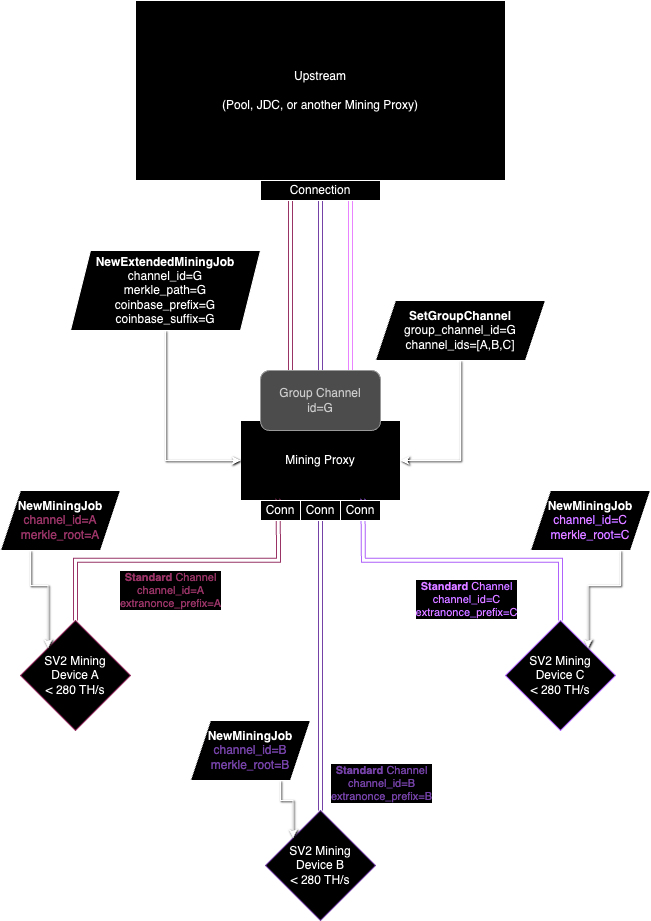 Upstream
(Pool, JDC, or another Mining Proxy)
Connection
NewExtendedMiningJob
channel_id=G
merkle_path=G
coinbase_prefix=G
coinbase_suffix=G
SetGroupChannel
group_channel_id=G
channel_ids=[A,B,C]
Group Channel
id=G
Mining Proxy
Conn
Conn
Conn
NewMiningJob
channel_id=A
merkle_root=A
NewMiningJob
channel_id=C
merkle_root=C
Standard Channel
channel_id=A
extranonce_prefix=A
Standard Channel
channel_id=C
extranonce_prefix=C
SV2 Mining
Device A
< 280 TH/s
SV2 Mining
Device C
< 280 TH/s
NewMiningJob
channel_id=B
merkle_root=B
Standard Channel
channel_id=B
extranonce_prefix=B
SV2 Mining
Device B
< 280 TH/s